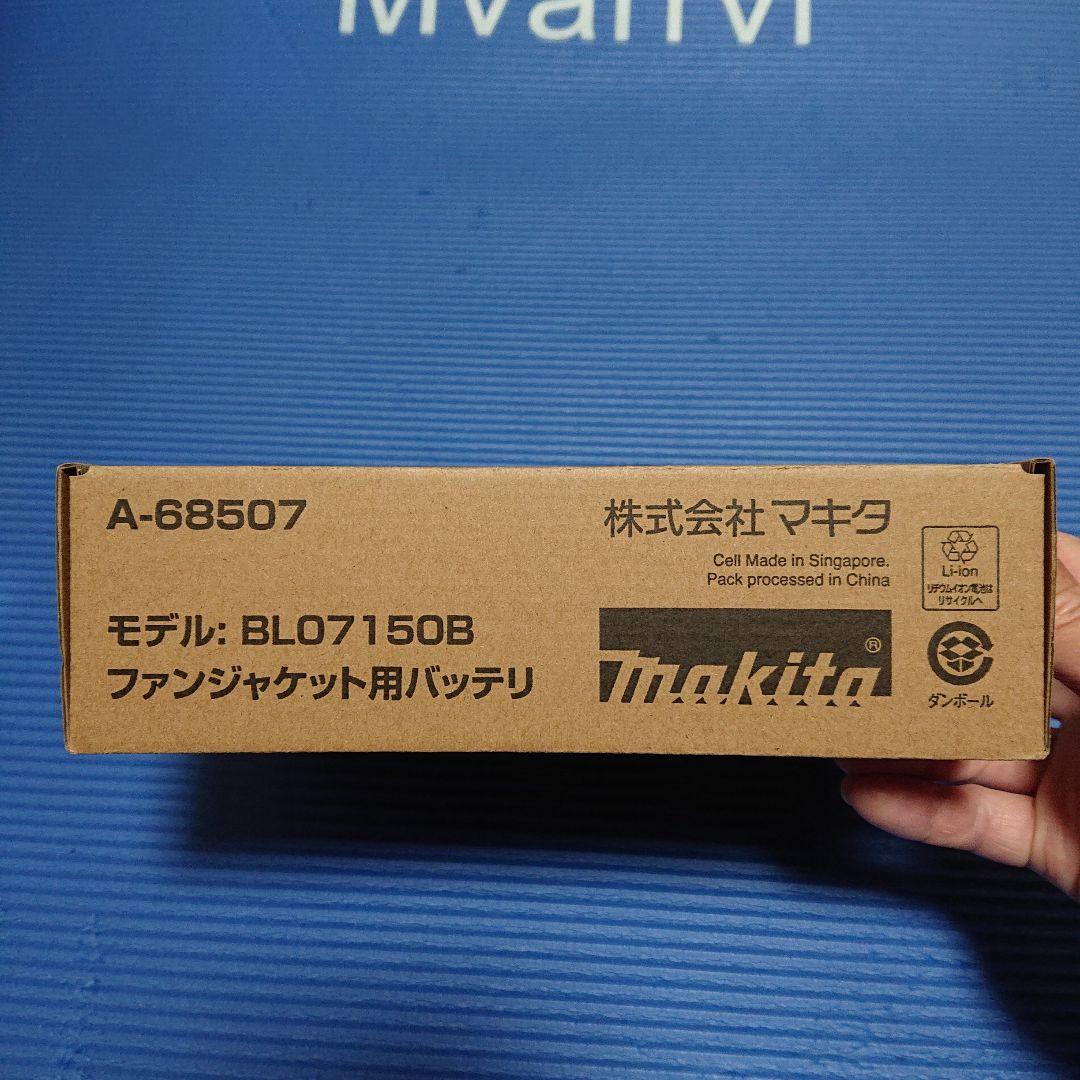 A-68507
モデル: BL07150B
ファンジャケット用バッテリ
株式会社マキタ
Cell Made in Singapore.
Pack processed in China
makita®
Li-ion
リチウムイオン電池は
リサイクルへ
ダンボール